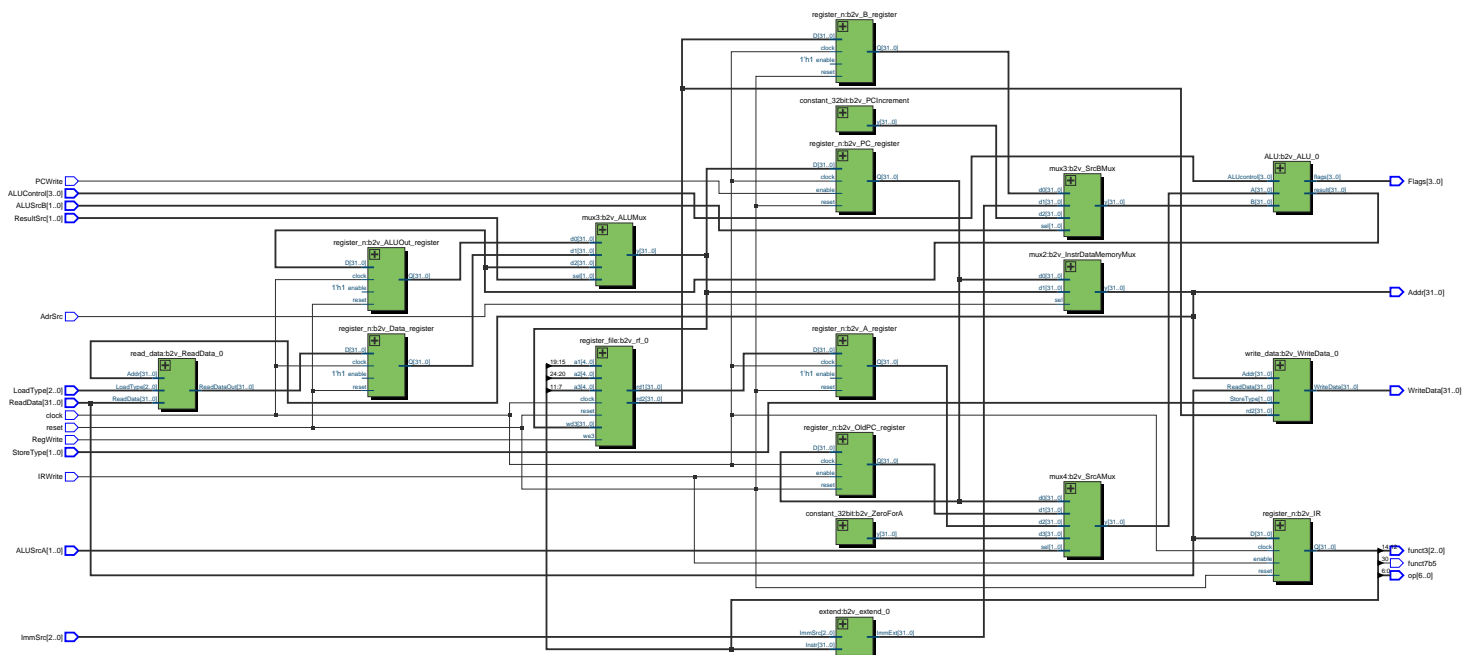 register_n:b2v_B_register
D[31..0]
clock
1'h1 enable
reset
Q[31..0]
constant_32bit:b2v_PCIncrement
y[31..0]
register_n:b2v_PC_register
D[31..0]
clock
enable
reset
Q[31..0]
mux3:b2v_SrcBMux
d0[31..0]
d1[31..0]
d2[31..0]
sel[1..0]
y[31..0]
ALU:b2v_ALU_0
ALUcontrol[3..0]
A[31..0]
B[31..0]
flags[3..0]
result[31..0]
PCWrite
ALUControl[3..0]
ALUSrcB[1..0]
ResultSrc[1..0]
Flags[3..0]
mux3:b2v_ALUMux
d0[31..0]
d1[31..0]
d2[31..0]
sel[1..0]
y[31..0]
register_n:b2v_ALUOut_register
D[31..0]
clock
1'h1 enable
reset
Q[31..0]
mux2:b2v_InstrDataMemoryMux
d0[31..0]
d1[31..0]
sel
y[31..0]
Addr[31..0]
AdrSrc
register_n:b2v_Data_register
D[31..0]
clock
1'h1 enable
reset
Q[31..0]
read_data:b2v_ReadData_0
Addr[31..0]
LoadType[2..0]
ReadData[31..0]
ReadDataOut[31..0]
register_file:b2v_rf_0
19:15 a1[4..0]
24:20 a2[4..0]
11:7 a3[4..0]
clock
reset
wd3[31..0]
we3
rd1[31..0]
rd2[31..0]
register_n:b2v_A_register
D[31..0]
clock
1'h1 enable
reset
Q[31..0]
write_data:b2v_WriteData_0
Addr[31..0]
ReadData[31..0]
StoreType[1..0]
rd2[31..0]
WriteData[31..0]
WriteData[31..0]
LoadType[2..0]
ReadData[31..0]
clock
reset
RegWrite
StoreType[1..0]
IRWrite
register_n:b2v_OldPC_register
D[31..0]
clock
enable
reset
Q[31..0]
mux4:b2v_SrcAMux
d0[31..0]
d1[31..0]
d2[31..0]
d3[31..0]
sel[1..0]
y[31..0]
constant_32bit:b2v_ZeroForA
y[31..0]
register_n:b2v_IR
D[31..0]
clock
enable
reset
Q[31..0]
ALUSrcA[1..0]
funct3[2..0]
30
funct7b5
op[6..0]
extend:b2v_extend_0
ImmSrc[2..0]
Instr[31..0]
ImmExt[31..0]
ImmSrc[2..0]